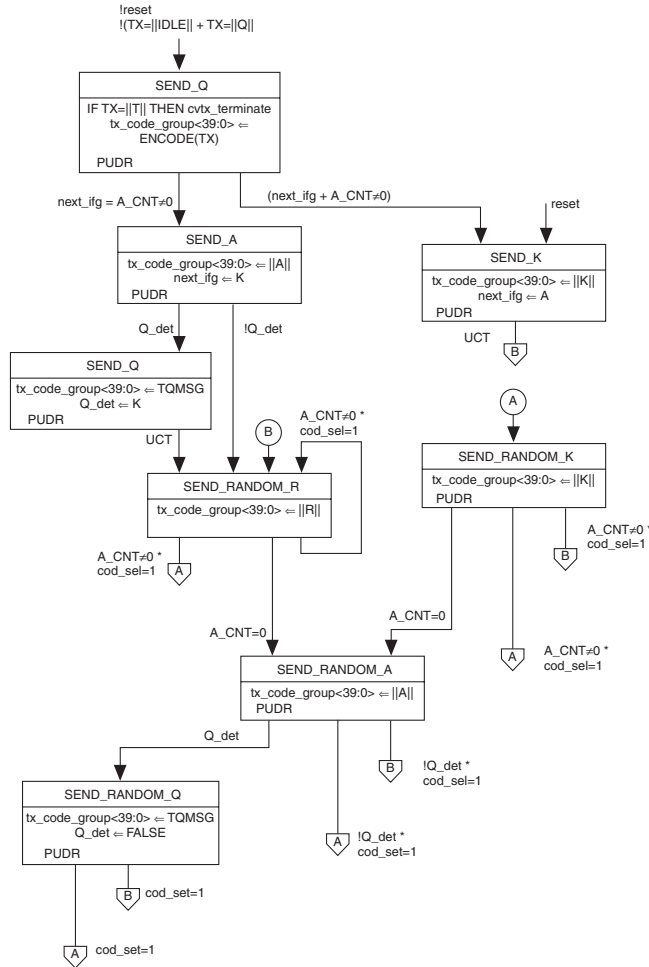 !reset
!(TX=||IDLE|| + TX=||Q||
SEND_Q
IF TX=||T|| THEN cvtx_terminate
tx_code_group<39:0> ⇐
ENCODE(TX)
PUDR
next_ifg = A_CNT≠0
(next_ifg + A_CNT≠0)
reset
SEND_A
tx_code_group<39:0> ⇐ ||A||
next_ifg ⇐ K
PUDR
SEND_K
tx_code_group<39:0> ⇐ ||K||
next_ifg ⇐ A
PUDR
Q_det
!Q_det
UCT
B
SEND_Q
tx_code_group<39:0> ⇐ TQMSG
Q_det ⇐ K
PUDR
UCT
B
A_CNT≠0 *
cod_sel=1
A
SEND_RANDOM_R
tx_code_group<39:0> ⇐ ||R||
SEND_RANDOM_K
tx_code_group<39:0> ⇐ ||K||
PUDR
A_CNT≠0 *
cod_sel=1
A
B
A_CNT≠0 *
cod_sel=1
A_CNT=0
A_CNT=0
A
A_CNT≠0 *
cod_sel=1
SEND_RANDOM_A
tx_code_group<39:0> ⇐ ||A||
PUDR
Q_det
B
!Q_det *
cod_sel=1
SEND_RANDOM_Q
tx_code_group<39:0> ⇐ TQMSG
Q_det ⇐ FALSE
PUDR
A
!Q_det *
cod_set=1
B
cod_set=1
A
cod_set=1